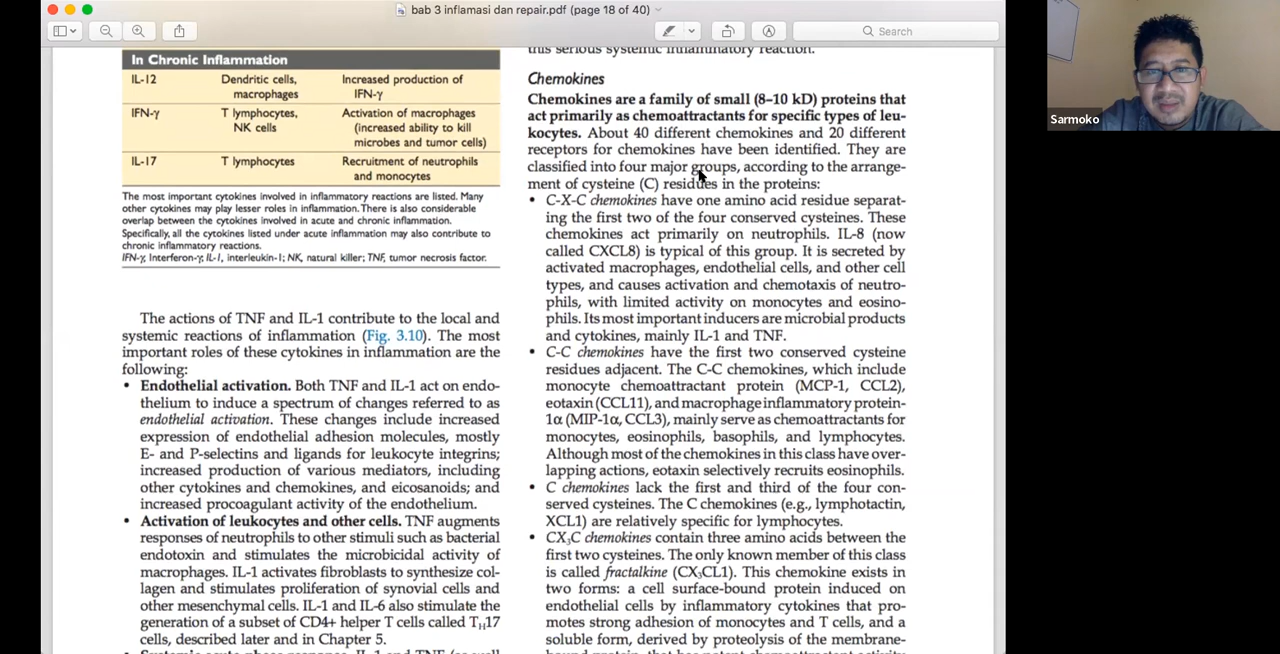 bab 3 inflamasi dan repair.pdf (page 18 of 40)
Search
Sarmoko
In Chronic Inflammation
IL-12 Dendritic cells, Increased production of
macrophages IFN-γ
IFN-γ T lymphocytes, Activation of macrophages
NK cells (increased ability to kill
microbes and tumor cells)
IL-17 T lymphocytes Recruitment of neutrophils
and monocytes
The most important cytokines involved in inflammatory reactions are listed. Many
other cytokines may play lesser roles in inflammation. There is also considerable
overlap between the cytokines involved in acute and chronic inflammation.
Specifically, all the cytokines listed under acute inflammation may also contribute to
chronic inflammatory reactions.
IFN-γ, Interferon-γ; IL-1, interleukin-1; NK, natural killer; TNF, tumor necrosis factor.
The actions of TNF and IL-1 contribute to the local and
systemic reactions of inflammation (Fig. 3.10). The most
important roles of these cytokines in inflammation are the
following:
• Endothelial activation. Both TNF and IL-1 act on endo-
thelium to induce a spectrum of changes referred to as
endothelial activation. These changes include increased
expression of endothelial adhesion molecules, mostly
E- and P-selectins and ligands for leukocyte integrins;
increased production of various mediators, including
other cytokines and chemokines, and eicosanoids; and
increased procoagulant activity of the endothelium.
• Activation of leukocytes and other cells. TNF augments
responses of neutrophils to other stimuli such as bacterial
endotoxin and stimulates the microbicidal activity of
macrophages. IL-1 activates fibroblasts to synthesize col-
lagen and stimulates proliferation of synovial cells and
other mesenchymal cells. IL-1 and IL-6 also stimulate the
generation of a subset of CD4+ helper T cells called TH17
cells, described later and in Chapter 5.
• Systemic acute-phase response. IL-1 and TNF (as well
this serious systemic inflammatory reaction.
Chemokines
Chemokines are a family of small (8–10 kD) proteins that
act primarily as chemoattractants for specific types of leu-
kocytes. About 40 different chemokines and 20 different
receptors for chemokines have been identified. They are
classified into four major groups, according to the arrange-
ment of cysteine (C) residues in the proteins:
• C-X-C chemokines have one amino acid residue separat-
ing the first two of the four conserved cysteines. These
chemokines act primarily on neutrophils. IL-8 (now
called CXCL8) is typical of this group. It is secreted by
activated macrophages, endothelial cells, and other cell
types, and causes activation and chemotaxis of neutro-
phils, with limited activity on monocytes and eosino-
phils. Its most important inducers are microbial products
and cytokines, mainly IL-1 and TNF.
• C-C chemokines have the first two conserved cysteine
residues adjacent. The C-C chemokines, which include
monocyte chemoattractant protein (MCP-1, CCL2),
eotaxin (CCL11), and macrophage inflammatory protein-
1α (MIP-1α, CCL3), mainly serve as chemoattractants for
monocytes, eosinophils, basophils, and lymphocytes.
Although most of the chemokines in this class have over-
lapping actions, eotaxin selectively recruits eosinophils.
• C chemokines lack the first and third of the four con-
served cysteines. The C chemokines (e.g., lymphotactin,
XCL1) are relatively specific for lymphocytes.
• CX3C chemokines contain three amino acids between the
first two cysteines. The only known member of this class
is called fractalkine (CX3CL1). This chemokine exists in
two forms: a cell surface-bound protein induced on
endothelial cells by inflammatory cytokines that pro-
motes strong adhesion of monocytes and T cells, and a
soluble form, derived by proteolysis of the membrane-
bound protein, that has potent chemoattractant activity